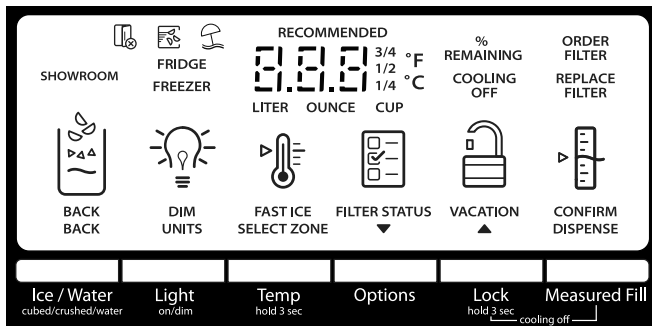 RECOMMENDED
SHOWROOM
FRIDGE
FREEZER
8.8.8
3/4
1/2
1/4
°F
°C
LITER OUNCE CUP
%
REMAINING
COOLING
OFF
ORDER
FILTER
REPLACE
FILTER
BACK
BACK
DIM
UNITS
FAST ICE
SELECT ZONE
FILTER STATUS
VACATION
CONFIRM
DISPENSE
Ice / Water
cubed/crushed/water
Light
on/dim
Temp
hold 3 sec
Options
Lock
hold 3 sec
Measured Fill
cooling off